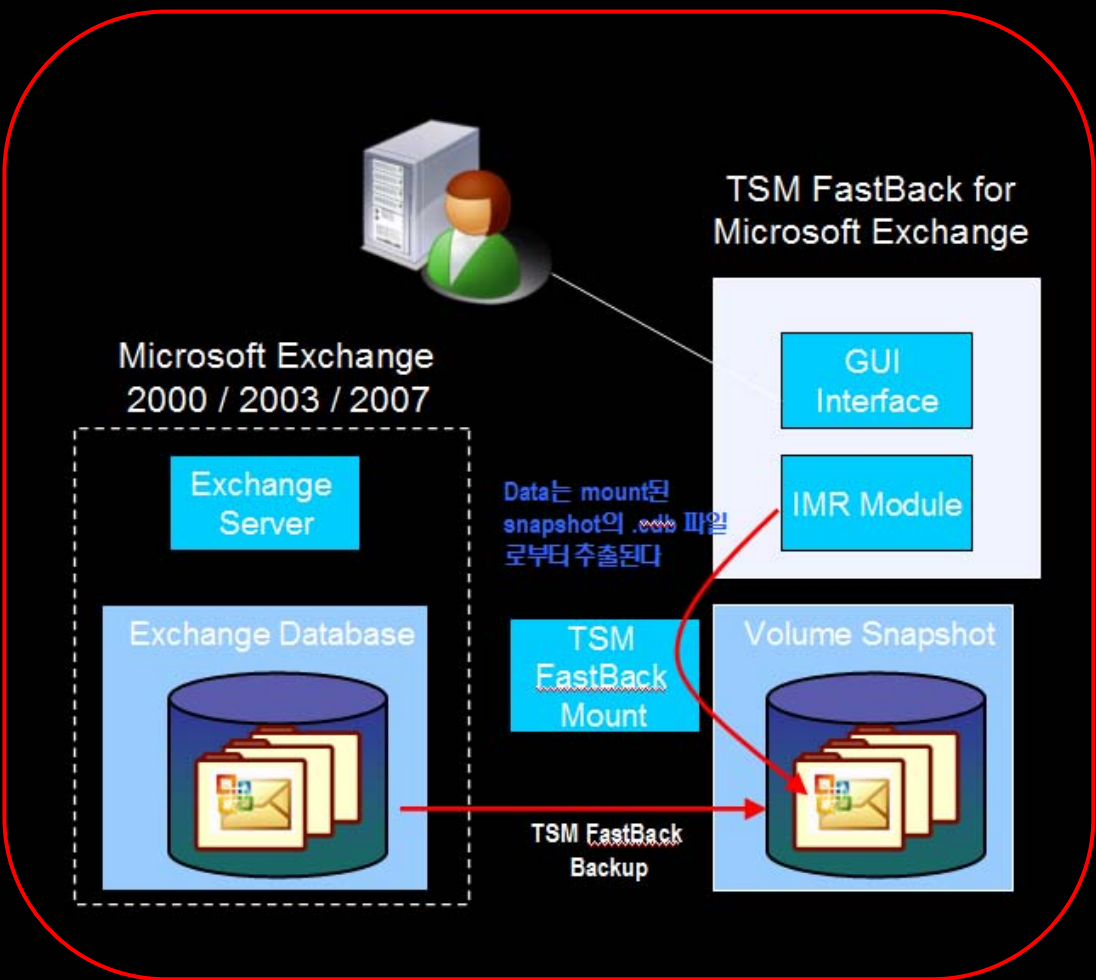 TSM FastBack for
Microsoft Exchange
Microsoft Exchange
2000 / 2003 / 2007
GUI
Interface
Exchange
Server
Data는 mount된
snapshot의 .edb 파일
로부터 추출된다
IMR Module
Exchange Database
TSM
FastBack
Mount
Volume Snapshot
TSM FastBack
Backup